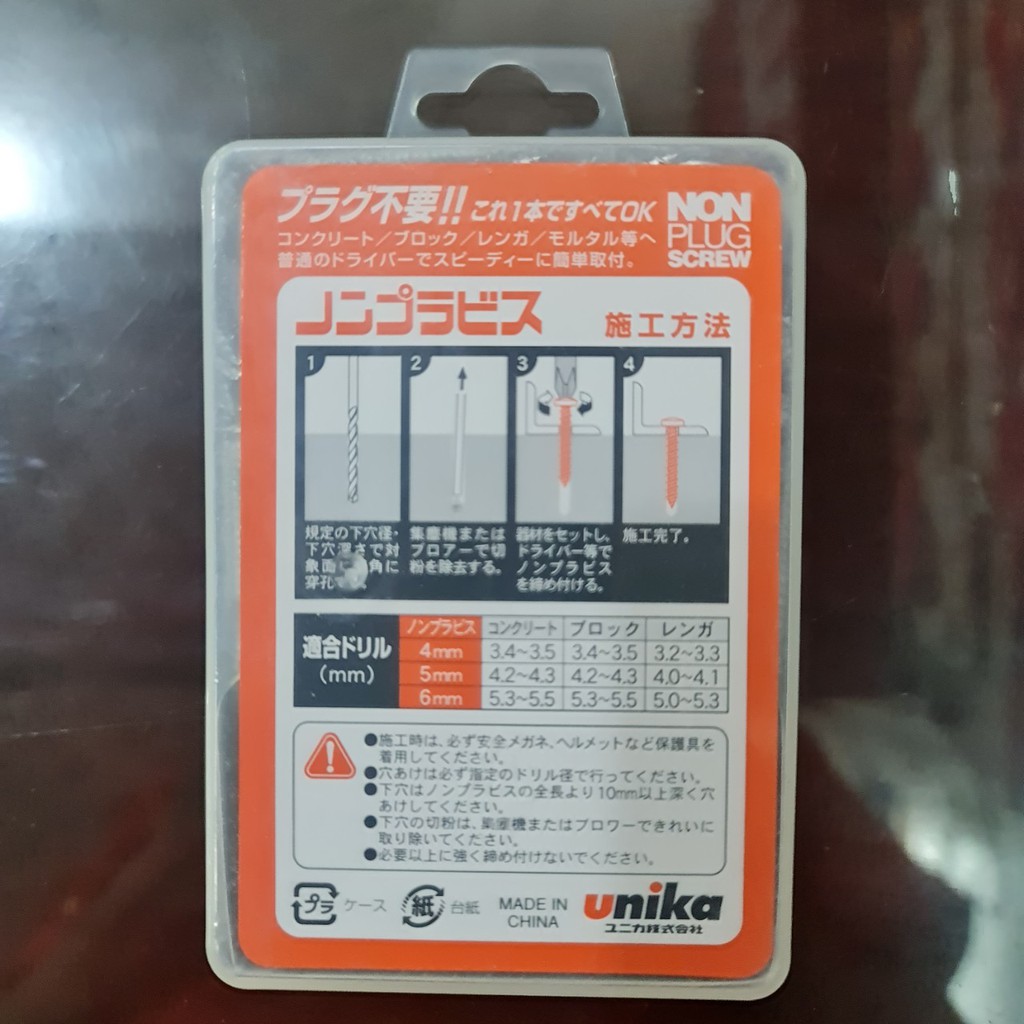 プラグ不要!! これ1本ですべてOK
コンクリート/ブロック/レンガ/モルタル等へ
普通のドライバーでスピーディーに簡単取付。
NON
PLUG
SCREW
ノンプラビス 施工方法
1
規定の下穴径・
下穴深さで対
象面 角に
穿孔
2
集塵機または
ブロアーで切
粉を除去する。
3
器材をセットし、
ドライバー等で
ノンプラビス
を締め付ける。
4
施工完了。
適合ドリル
(mm)
ノンプラビス コンクリート ブロック レンガ
4mm 3.4~3.5 3.4~3.5 3.2~3.3
5mm 4.2~4.3 4.2~4.3 4.0~4.1
6mm 5.3~5.5 5.3~5.5 5.0~5.3
●施工時は、必ず安全メガネ、ヘルメットなど保護具を
着用してください。
●穴あけは必ず指定のドリル径で行ってください。
●下穴はノンプラビスの全長より10mm以上深く穴
あけしてください。
●下穴の切粉は、集塵機またはブロワーできれいに
取り除いてください。
●必要以上に強く締め付けないでください。
プラ ケース
紙 台紙
MADE IN
CHINA
unika
ユニカ株式会社